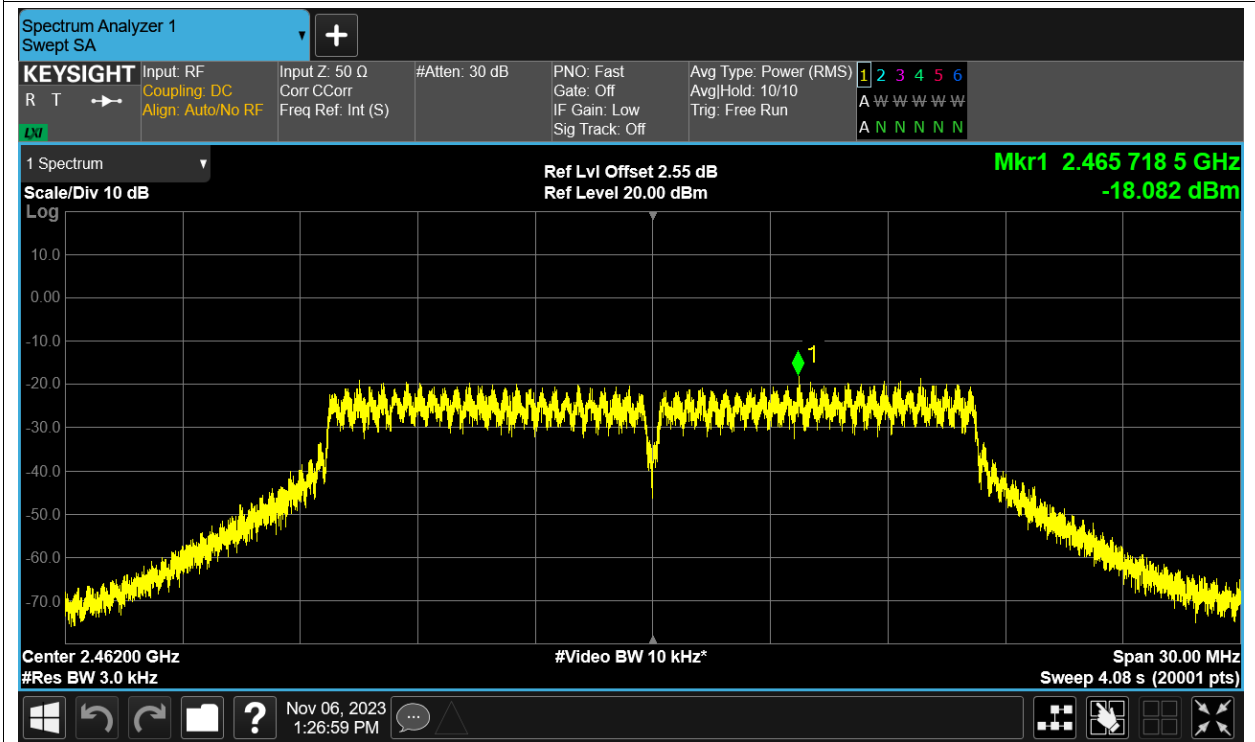 Spectrum Analyzer 1
Swept SA
KEYSIGHT
R T
LXI
Input: RF
Coupling: DC
Align: Auto/No RF
Input Z: 50 Ω
Corr CCorr
Freq Ref: Int (S)
#Atten: 30 dB
PNO: Fast
Gate: Off
IF Gain: Low
Sig Track: Off
Avg Type: Power (RMS)
Avg|Hold: 10/10
Trig: Free Run
1 2 3 4 5 6
A W W W W W
A N N N N N
1 Spectrum
Scale/Div 10 dB
Log
Ref Lvl Offset 2.55 dB
Ref Level 20.00 dBm
Mkr1 2.465 718 5 GHz
-18.082 dBm
10.0
0.00
-10.0
-20.0
-30.0
-40.0
-50.0
-60.0
-70.0
1
Center 2.46200 GHz
#Res BW 3.0 kHz
#Video BW 10 kHz*
Span 30.00 MHz
Sweep 4.08 s (20001 pts)
?
Nov 06, 2023
1:26:59 PM